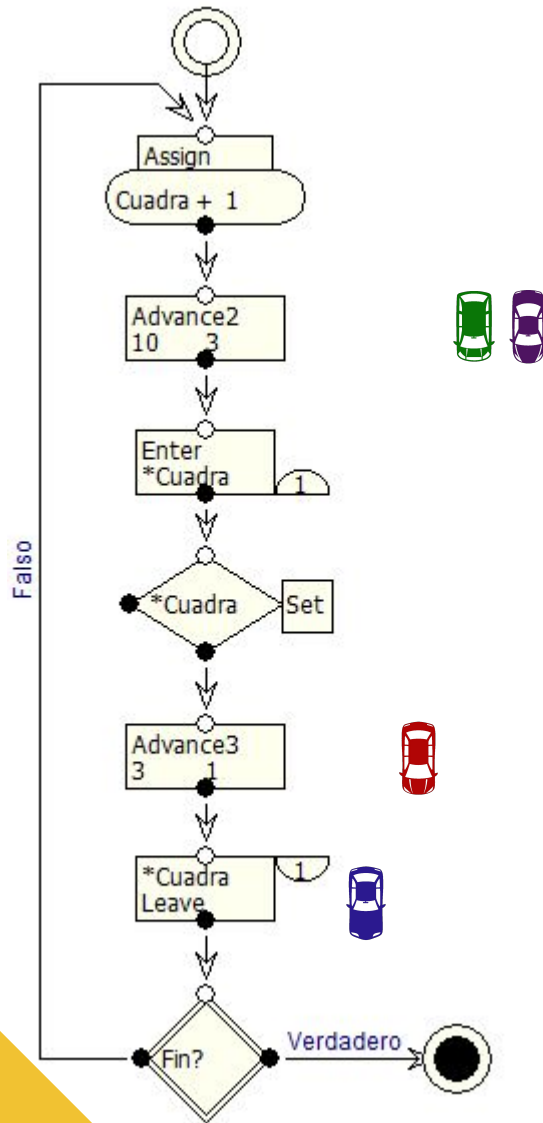 Assign
Cuadra + 1
Advance2
10 3
Enter
*Cuadra
1
*Cuadra
Set
Advance3
3 1
*Cuadra
Leave
1
Fin?
Verdadero
Falso